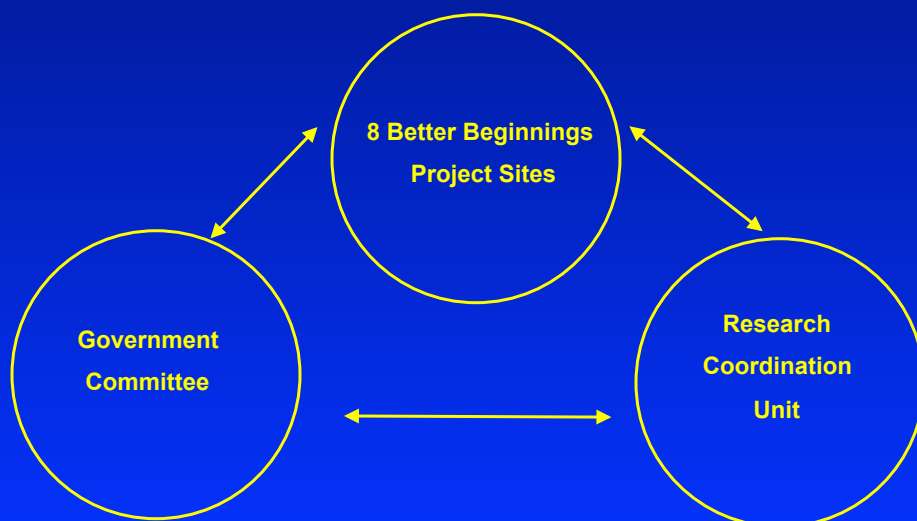 8 Better Beginnings
Project Sites
Government
Committee
Research
Coordination
Unit